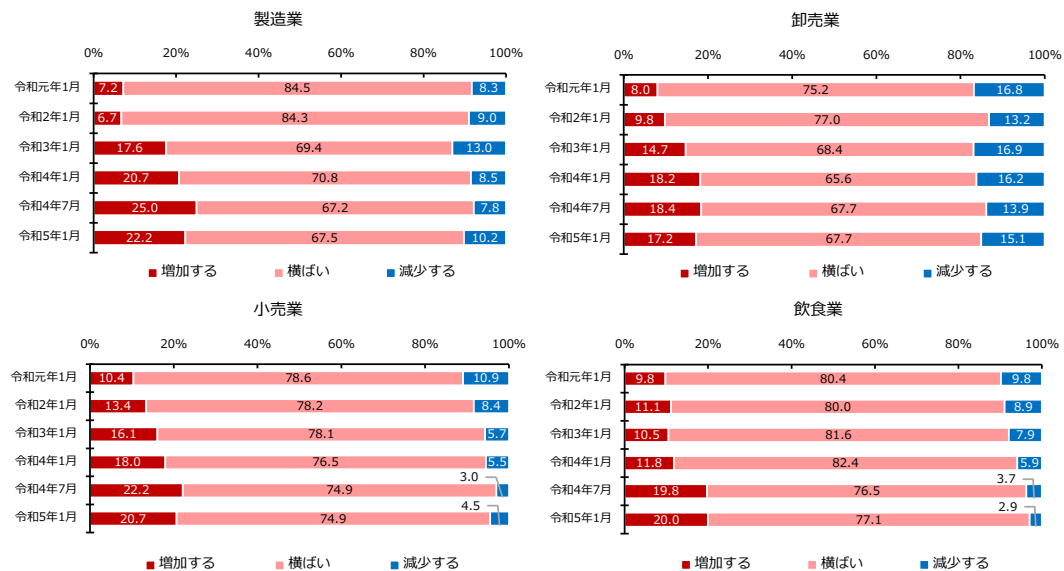 製造業
0% 20% 40% 60% 80% 100%
令和元年1月 7.2 84.5 8.3
令和2年1月 6.7 84.3 9.0
令和3年1月 17.6 69.4 13.0
令和4年1月 20.7 70.8 8.5
令和4年7月 25.0 67.2 7.8
令和5年1月 22.2 67.5 10.2
増加する 横ばい 減少する
卸売業
0% 20% 40% 60% 80% 100%
令和元年1月 8.0 75.2 16.8
令和2年1月 9.8 77.0 13.2
令和3年1月 14.7 68.4 16.9
令和4年1月 18.2 65.6 16.2
令和4年7月 18.4 67.7 13.9
令和5年1月 17.2 67.7 15.1
増加する 横ばい 減少する
小売業
0% 20% 40% 60% 80% 100%
令和元年1月 10.4 78.6 10.9
令和2年1月 13.4 78.2 8.4
令和3年1月 16.1 78.1 5.7
令和4年1月 18.0 76.5 5.5
令和4年7月 22.2 74.9 3.0
令和5年1月 20.7 74.9 4.5
増加する 横ばい 減少する
飲食業
0% 20% 40% 60% 80% 100%
令和元年1月 9.8 80.4 9.8
令和2年1月 11.1 80.0 8.9
令和3年1月 10.5 81.6 7.9
令和4年1月 11.8 82.4 5.9
令和4年7月 19.8 76.5 3.7
令和5年1月 20.0 77.1 2.9
増加する 横ばい 減少する